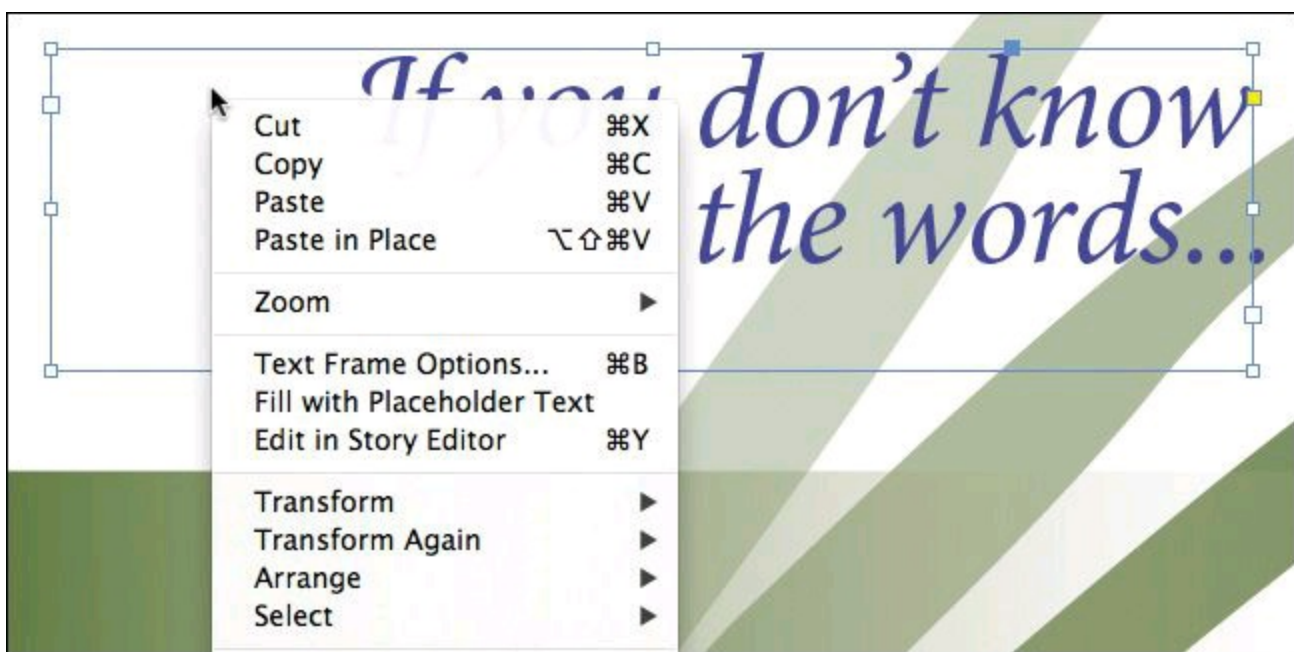 If you don't know
the words...
Cut ⌘X
Copy ⌘C
Paste ⌘V
Paste in Place ⌥⇧⌘V
Zoom ▶
Text Frame Options... ⌘B
Fill with Placeholder Text
Edit in Story Editor ⌘Y
Transform ▶
Transform Again ▶
Arrange ▶
Select ▶